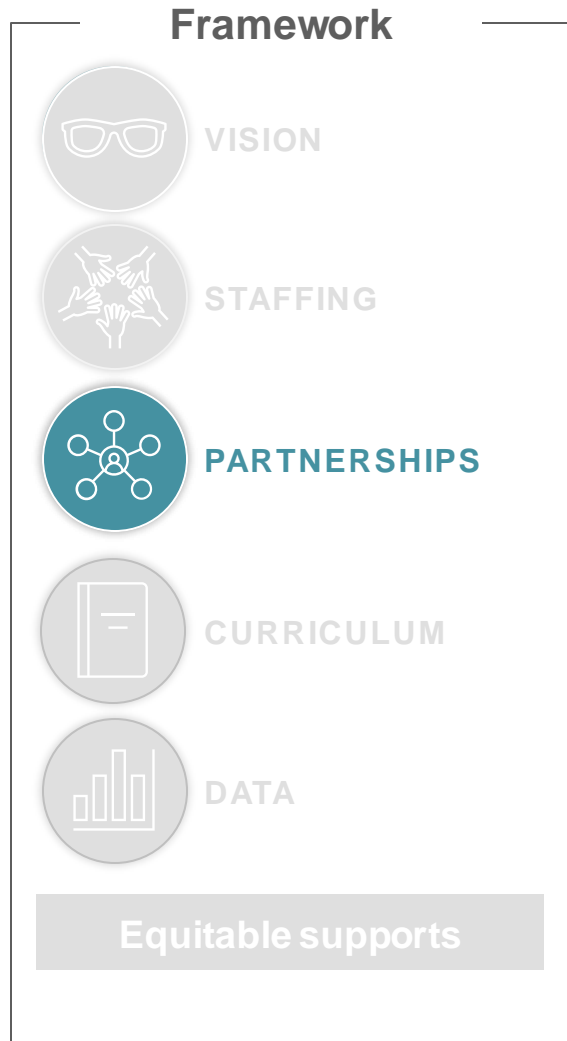 Framework
VISION
STAFFING
PARTNERSHIPS
CURRICULUM
DATA
Equitable supports